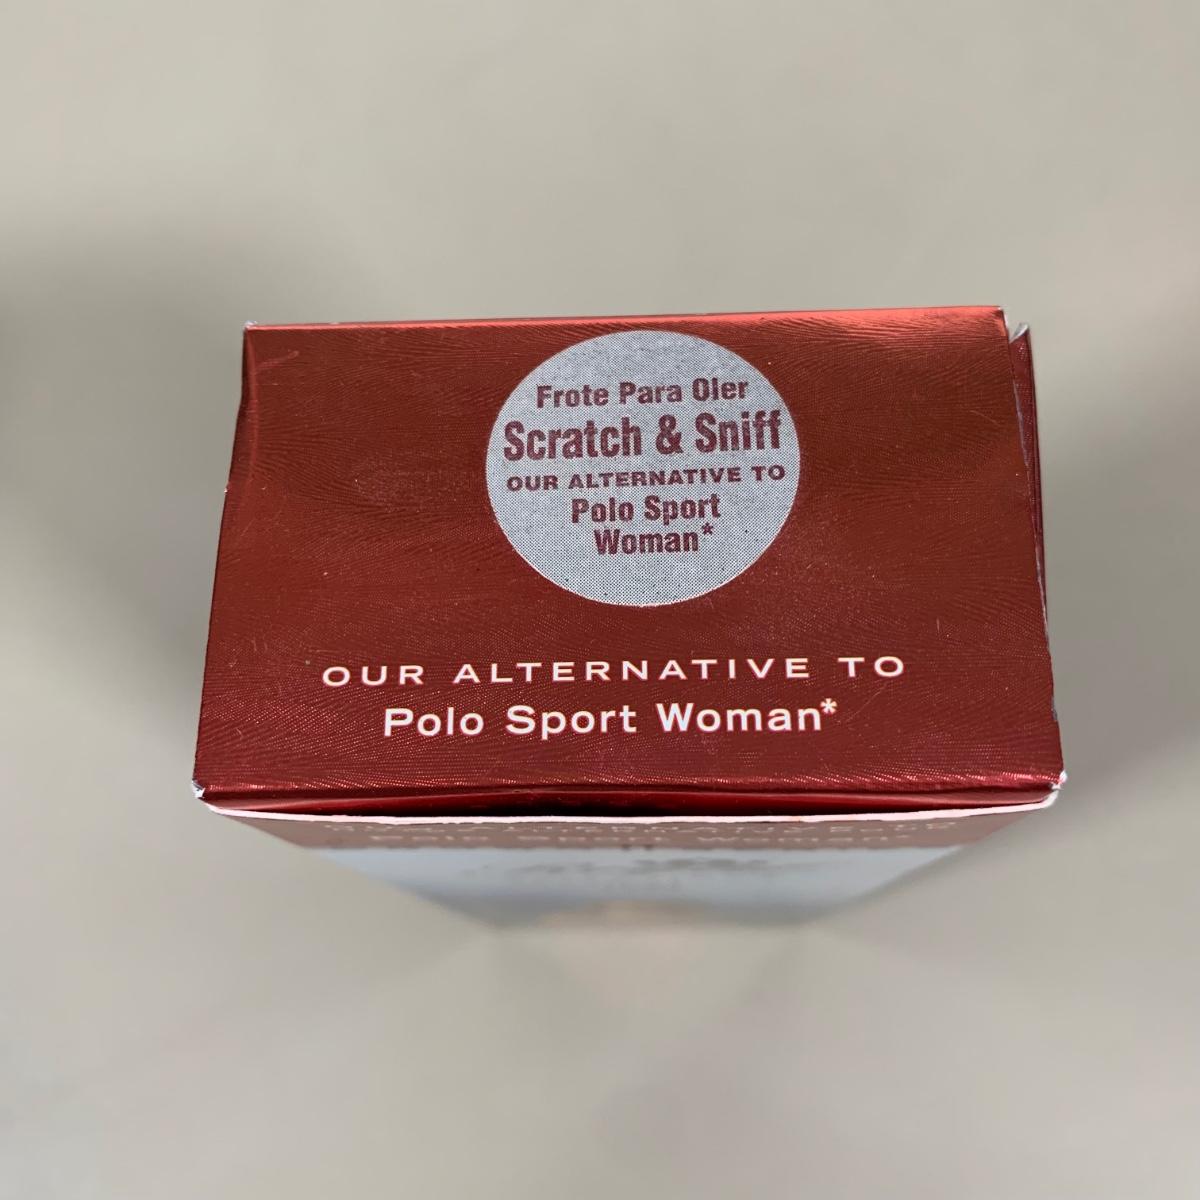 Frote Para Oler
Scratch & Sniff
OUR ALTERNATIVE TO
Polo Sport
Woman*
OUR ALTERNATIVE TO
Polo Sport Woman*